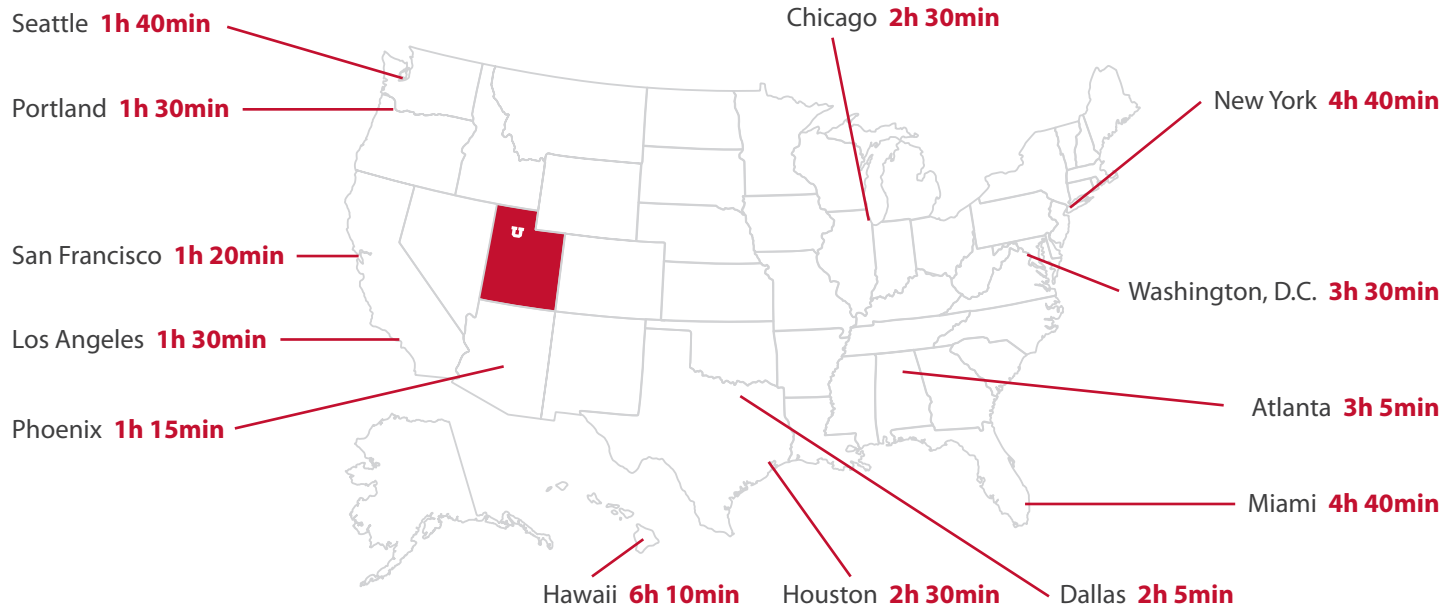 Seattle 1h 40min
Chicago 2h 30min
Portland 1h 30min
New York 4h 40min
U
San Francisco 1h 20min
Washington, D.C. 3h 30min
Los Angeles 1h 30min
Atlanta 3h 5min
Phoenix 1h 15min
Miami 4h 40min
Hawaii 6h 10min
Houston 2h 30min
Dallas 2h 5min